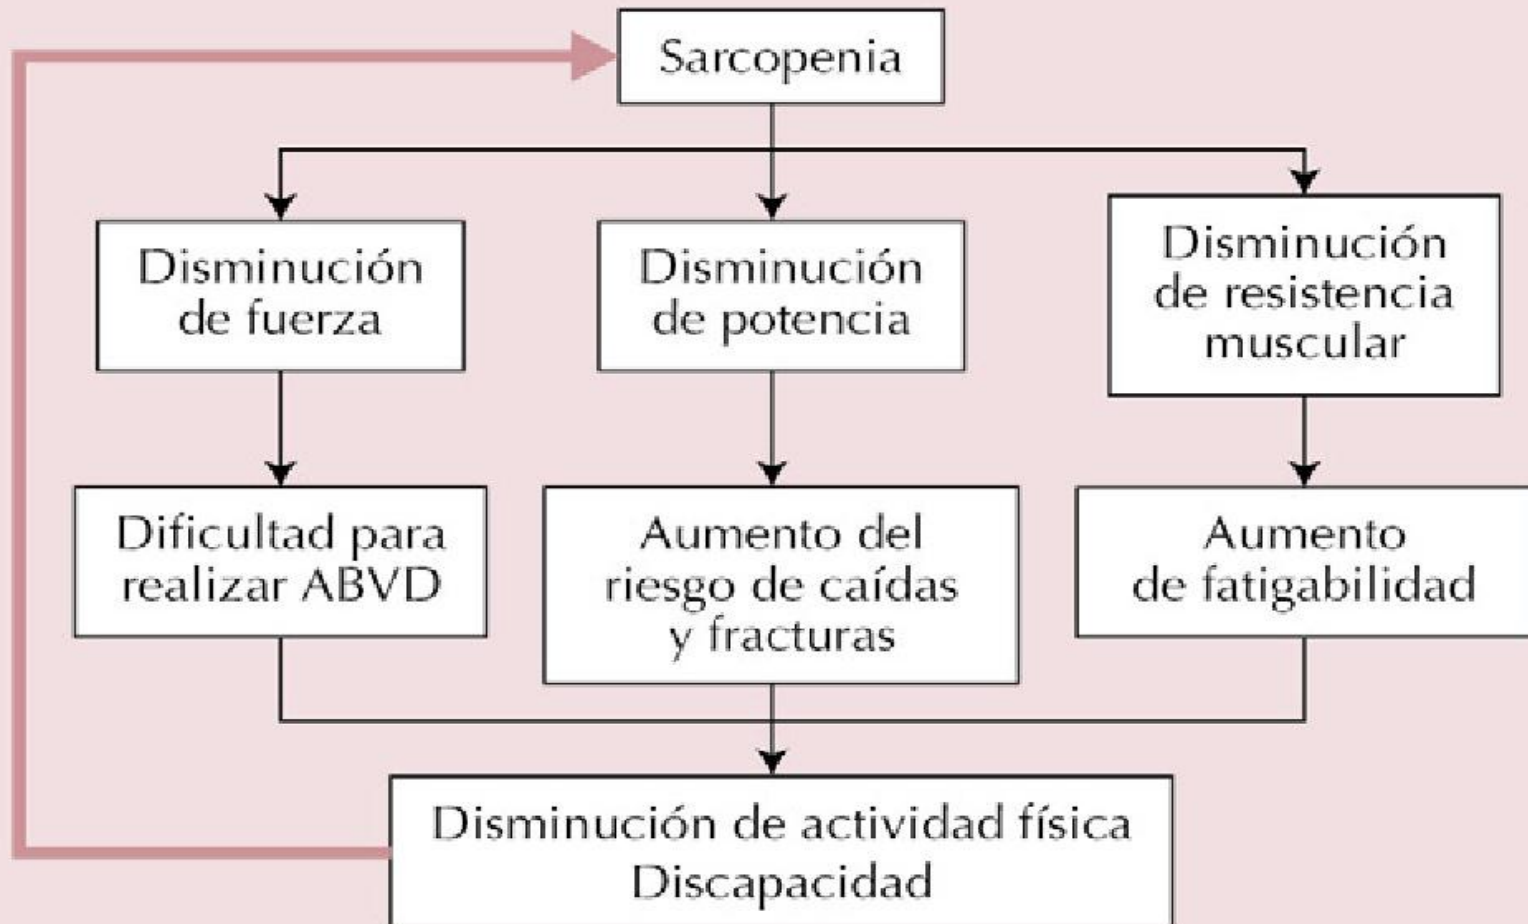 Sarcopenia
Disminución
de fuerza
Disminución
de potencia
Disminución
de resistencia
muscular
Dificultad para
realizar ABVD
Aumento del
riesgo de caídas
y fracturas
Aumento
de fatigabilidad
Disminución de actividad física
Discapacidad